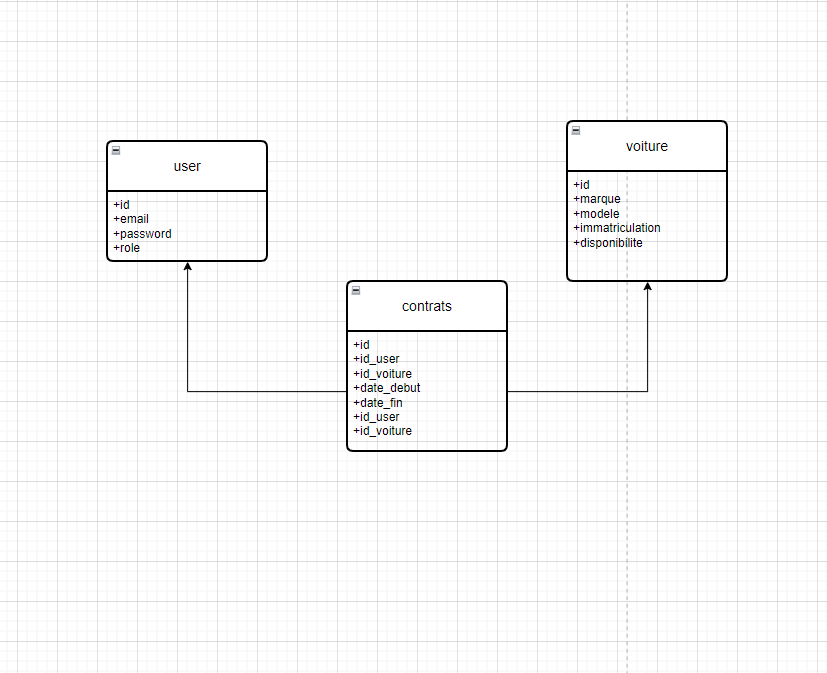 user
+id
+email
+password
+role
voiture
+id
+marque
+modele
+immatriculation
+disponibilite
contrats
+id
+id_user
+id_voiture
+date_debut
+date_fin
+id_user
+id_voiture